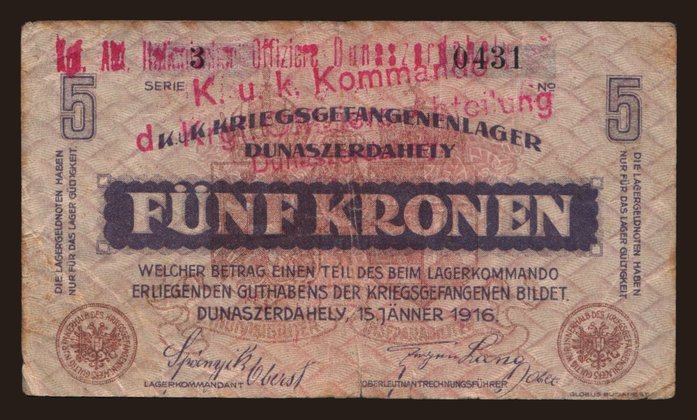 3
0431
SERIE
No
K. u. k. Kommando
K.u.K. KRIEGSGEFANGENENLAGER
DUNASZERDAHELY
5
5
FÜNF KRONEN
WELCHER BETRAG EINEN TEIL DES BEIM LAGERKOMMANDO
ERLIEGENDEN GUTHABENS DER KRIEGSGEFANGENEN BILDET.
DUNASZERDAHELY, 15. JÄNNER 1916.
DIE LAGERGELDNOTEN HABEN
NUR FÜR DAS LAGER GÜLTIGKEIT.
DIE LAGERGELDNOTEN HABEN
NUR FÜR DAS LAGER GÜLTIGKEIT.
Oberst
LAGERKOMMANDANT
OBERLEUTNANTRECHNUNGSFÜHRER
GLOBUS BUDAPEST